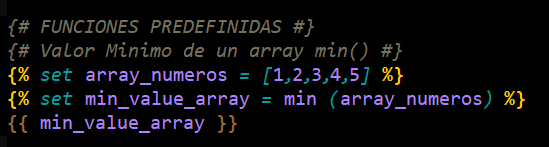 {# FUNCIONES PREDEFINIDAS #}
{# Valor Minimo de un array min() #}
{% set array_numeros = [1,2,3,4,5] %}
{% set min_value_array = min (array_numeros) %}
{{ min_value_array }}